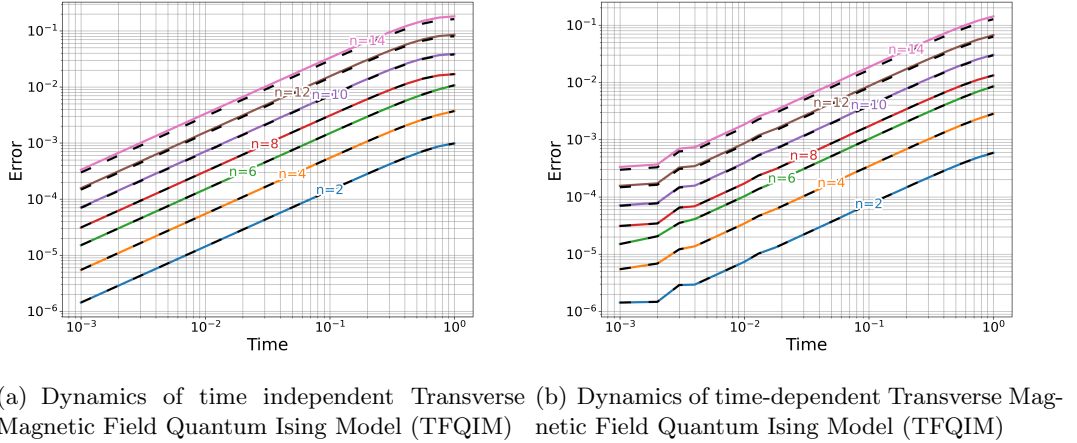 10⁻¹
10⁻²
10⁻³
10⁻⁴
10⁻⁵
10⁻⁶
Error
n=14
n=12
n=10
n=8
n=6
n=4
n=2
10⁻³
10⁻²
10⁻¹
10⁰
Time
10⁻¹
10⁻²
10⁻³
10⁻⁴
10⁻⁵
10⁻⁶
Error
n=14
n=12
n=10
n=8
n=6
n=4
n=2
10⁻³
10⁻²
10⁻¹
10⁰
Time
a) Dynamics of time independent Transverse
Magnetic Field Quantum Ising Model (TFQIM)
(b) Dynamics of time-dependent Transverse Mag-
netic Field Quantum Ising Model (TFQIM)